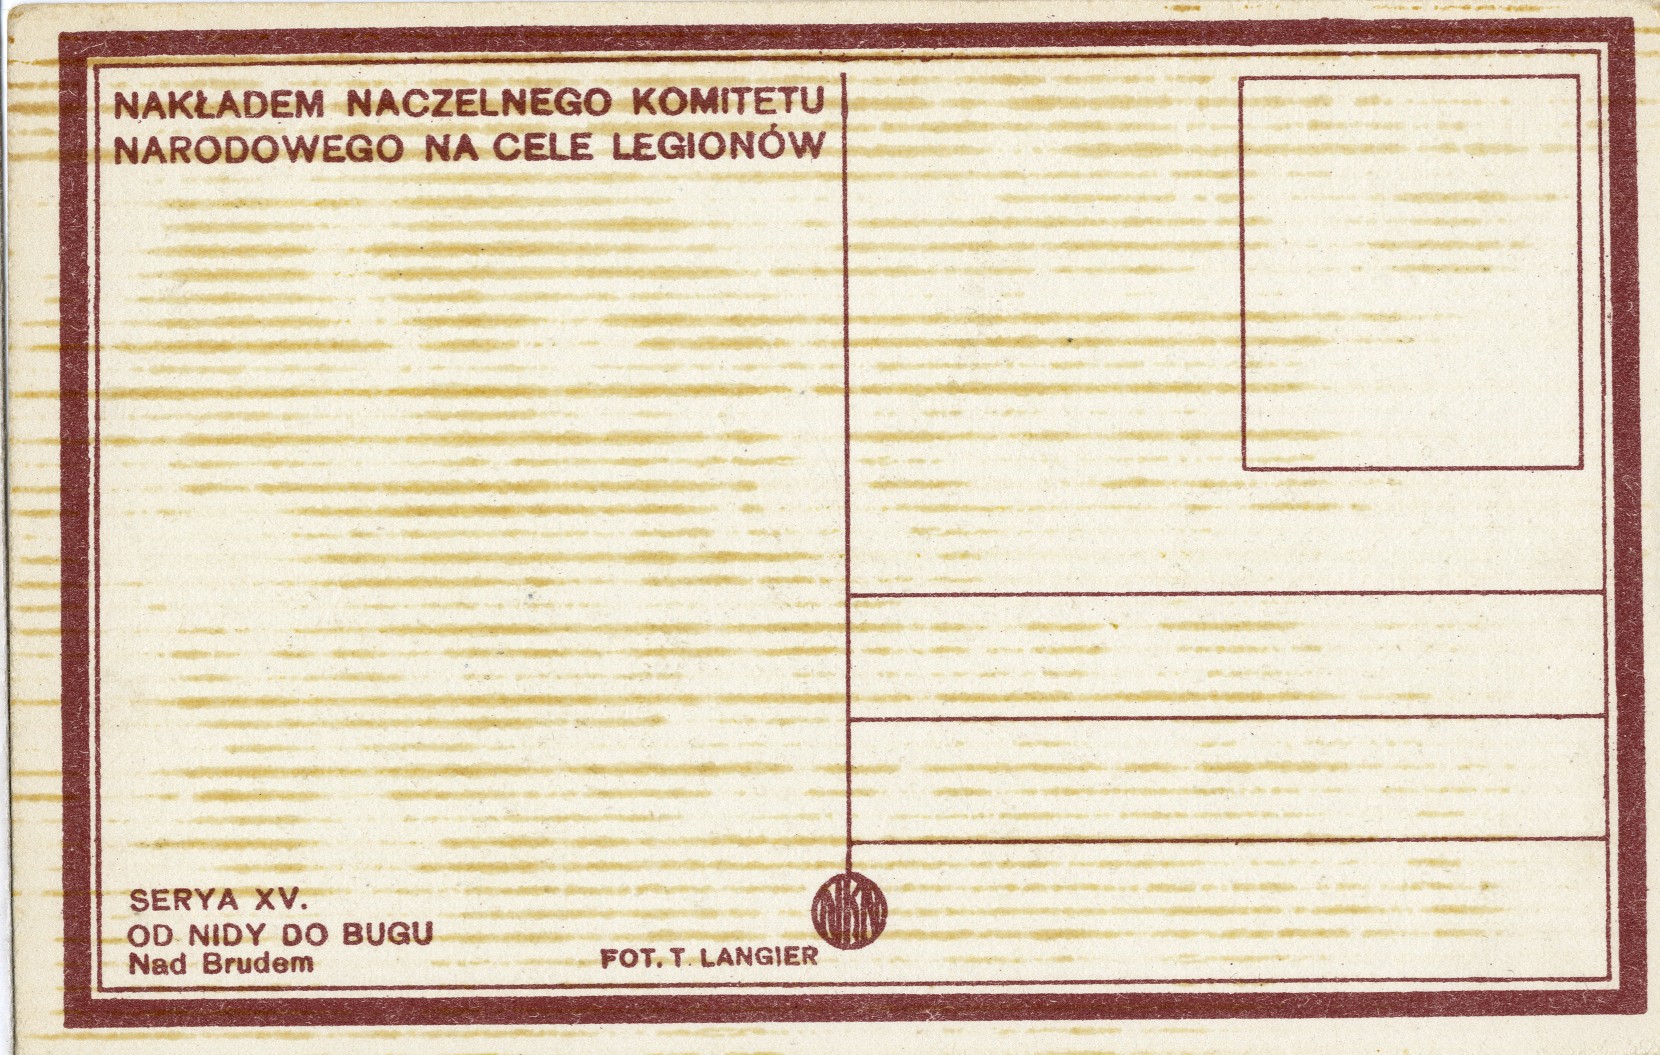 NAKŁADEM NACZELNEGO KOMITETU
NARODOWEGO NA CELE LEGIONÓW
SERYA XV.
OD NIDY DO BUGU
Nad Brudem
FOT. T. LANGIER
NKN